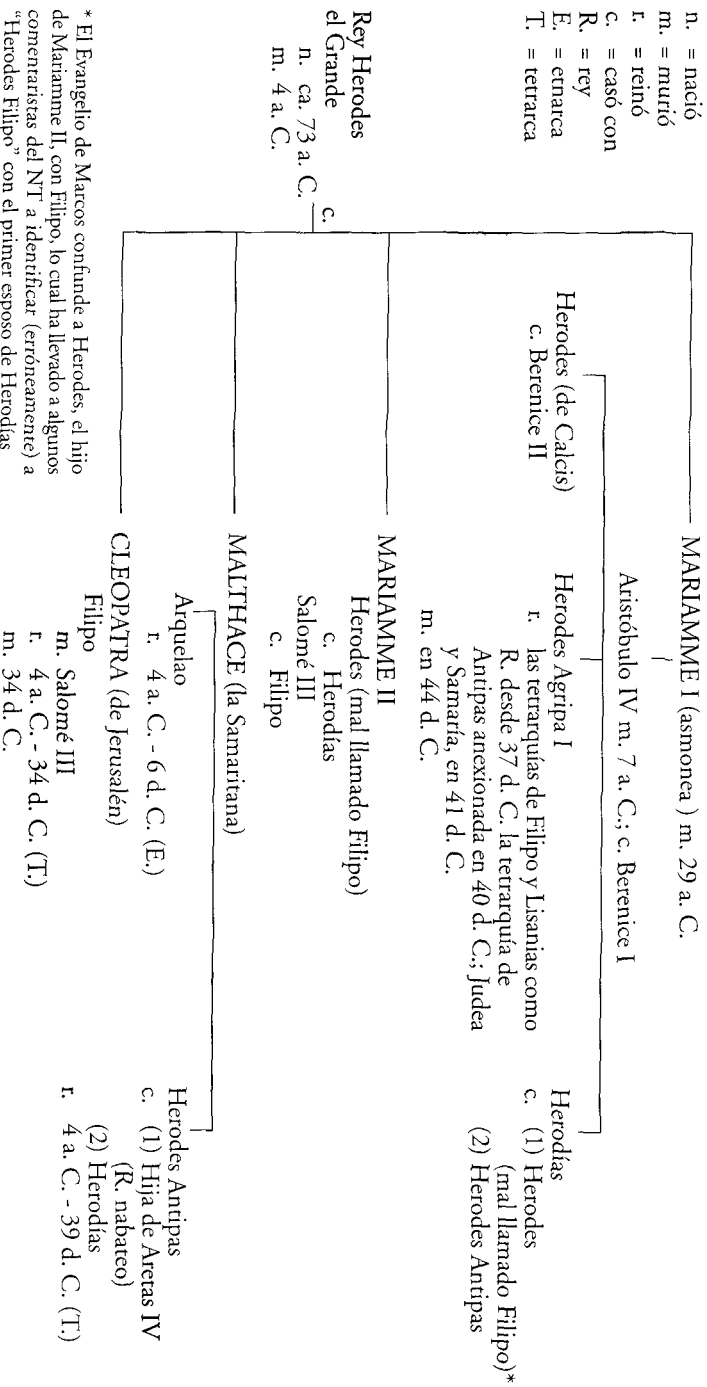 n. = nació
m. = murió
r. = reinó
c. = casó con
R. = rey
E. = etnarca
T. = tetrarca
Rey Herodes
el Grande
n. ca. 73 a. C.
m. 4 a. C.
c.
MARIAMME I (asmonea ) m. 29 a. C.
Aristóbulo IV m. 7 a. C.; c. Berenice I
Herodes (de Calcis)
c. Berenice II
Herodes Agripa I
r. las tetrarquías de Filipo y Lisanias como
R. desde 37 d. C. la tetrarquía de
Antipas anexionada en 40 d. C.; Judea
y Samaría, en 41 d. C.
m. en 44 d. C.
Herodías
c. (1) Herodes
(mal llamado Filipo)*
(2) Herodes Antipas
MARIAMME II
Herodes (mal llamado Filipo)
c. Herodías
Salomé III
c. Filipo
MALTHACE (la Samaritana)
Arquelao
r. 4 a. C. - 6 d. C. (E.)
Herodes Antipas
c. (1) Hija de Aretas IV
(R. nabateo)
(2) Herodías
r. 4 a. C. - 39 d. C. (T.)
CLEOPATRA (de Jerusalén)
Filipo
m. Salomé III
r. 4 a. C. - 34 d. C. (T.)
m. 34 d. C.
* El Evangelio de Marcos confunde a Herodes, el hijo
de Mariamme II, con Filipo, lo cual ha llevado a algunos
comentaristas del NT a identificar (erróneamente) a
“Herodes Filipo” con el primer esposo de Herodías